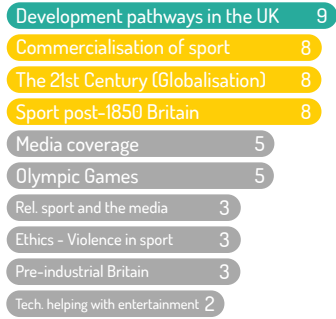 Development pathways in the UK 9
Commercialisation of sport 8
The 21st Century (Globalisation) 8
Sport post-1850 Britain 8
Media coverage 5
Olympic Games 5
Rel. sport and the media 3
Ethics - Violence in sport 3
Pre-industrial Britain 3
Tech. helping with entertainment 2